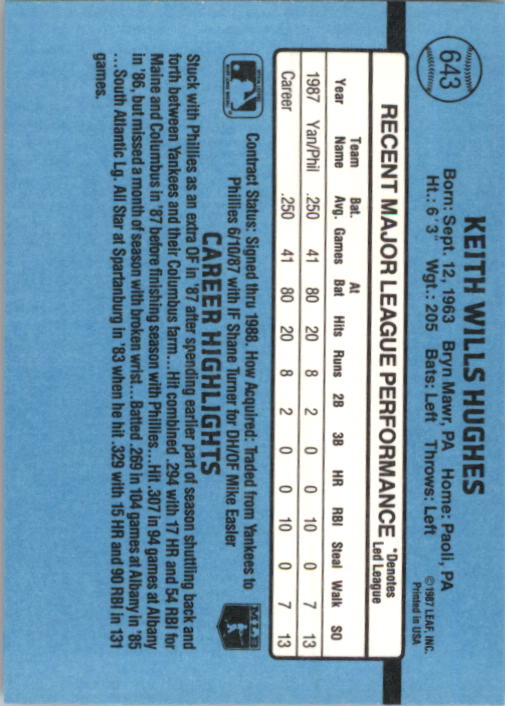 643
KEITH WILLS HUGHES
Born: Sept. 12, 1963 Bryn Mawr, PA Home: Paoli, PA
Ht.: 6' 3" Wgt.: 205 Bats: Left Throws: Left
©1987 LEAF, INC.
Printed in USA
RECENT MAJOR LEAGUE PERFORMANCE *Denotes Led League
Year Team Name Bat. Avg. Games At Bat Hits Runs 2B 3B HR RBI Steal Walk SO
1987 Yan/Phil .250 41 80 20 8 2 0 0 10 0 7 13
Career .250 41 80 20 8 2 0 0 10 0 7 13
Contract Status: Signed thru 1988. How Acquired: Traded from Yankees to
Phillies 6/10/87 with IF Shane Turner for DH/OF Mike Easler
MLB
CAREER HIGHLIGHTS
Stuck with Phillies as an extra OF in '87 after spending earlier part of season shuttling back and
forth between Yankees and their Columbus farm...Hit combined .294 with 17 HR and 54 RBI for
Maine and Columbus in '87 before finishing season with Phillies...Hit .307 in 94 games at Albany
in '86, but missed a month of season with broken wrist...Batted .269 in 104 games at Albany in '85
...South Atlantic Lg. All Star at Spartanburg in '83 when he hit .329 with 15 HR and 90 RBI in 131
games.